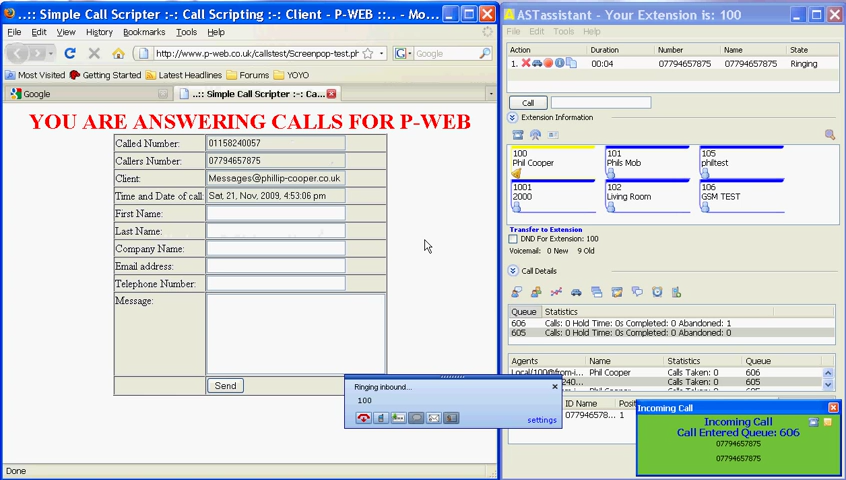 ..:: Simple Call Scripter :-: Call Scripting :-: Client - P-WEB ::.. - Mo...
File Edit View History Bookmarks Tools Help
http://www.p-web.co.uk/callstest/Screenpop-test.ph
Google
Most Visited Getting Started Latest Headlines Forums YOYO
Google
..:: Simple Call Scripter :-: Ca...
YOU ARE ANSWERING CALLS FOR P-WEB
Called Number: 01158240057
Callers Number: 07794657875
Client: Messages@phillip-cooper.co.uk
Time and Date of call: Sat, 21, Nov, 2009, 4:53:06 pm
First Name:
Last Name:
Company Name:
Email address:
Telephone Number:
Message:
Send
Done
Ringing inbound...
100
settings
ASTassistant - Your Extension is: 100
File Edit Tools Help
Action Duration Number Name State
1. 00:04 07794657875 07794657875 Ringing
Call
Extension Information
100 101 105
Phil Cooper Phils Mob philtest
1001 102 106
2000 Living Room GSM TEST
Transfer to Extension
DND For Extension: 100
Voicemail: 0 New 9 Old
Call Details
Queue Statistics
606 Calls: 0 Hold Time: 0s Completed: 0 Abandoned: 1
605 Calls: 0 Hold Time: 0s Completed: 0 Abandoned: 0
Agents Name Statistics Queue
Phil Cooper Calls Taken: 0 606
Calls Taken: 0 605
ID Name
077946578... 1
Incoming Call
Incoming Call
Call Entered Queue: 606
07794657875
07794657875